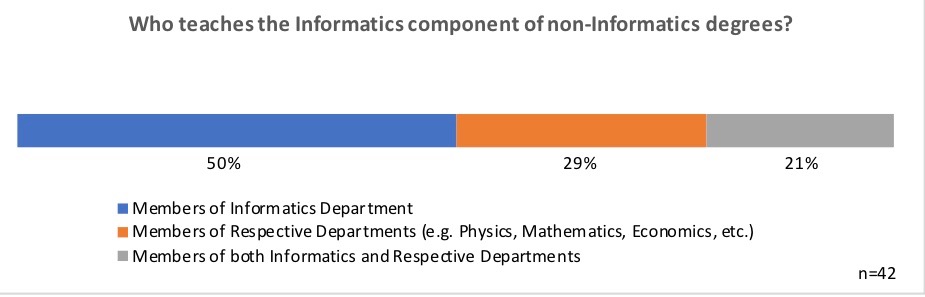 Who teaches the Informatics component of non-Informatics degrees?
50%
29%
21%
Members of Informatics Department
Members of Respective Departments (e.g. Physics, Mathematics, Economics, etc.)
Members of both Informatics and Respective Departments
n=42